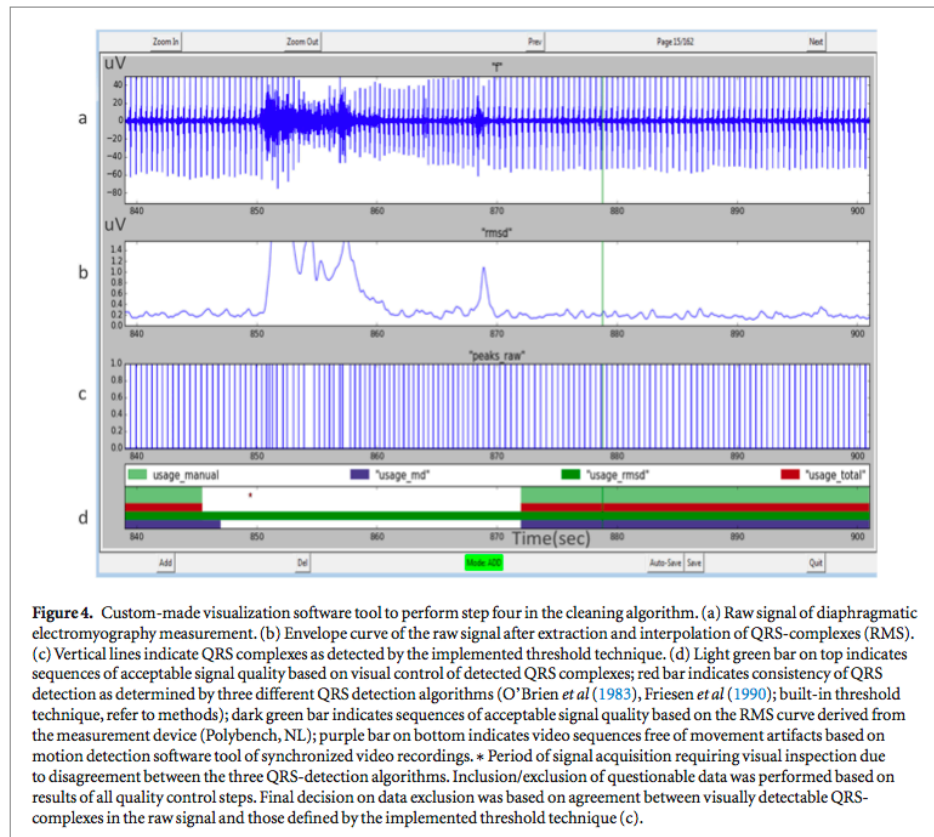 Zoom In Zoom Out Prev Page15/162 Next
uV
"f"
a
40
20
0
−20
−40
−60
−80
840 850 860 870 880 890 900
uV
"rmsd"
b
1.4
1.2
1.0
0.8
0.6
0.4
0.2
0.0
840 850 860 870 880 890 900
"peaks_raw"
c
1.0
0.8
0.6
0.4
0.2
0.0
840 850 860 870 880 890 900
usage_manual "usage_md" "usage_rmsd" "usage_total"
*
d
840 850 860 870 Time(sec) 880 890 900
Add Del Mode: ADD Auto-Save Save Quit
Figure 4. Custom-made visualization software tool to perform step four in the cleaning algorithm. (a) Raw signal of diaphragmatic
electromyography measurement. (b) Envelope curve of the raw signal after extraction and interpolation of QRS-complexes (RMS).
(c) Vertical lines indicate QRS complexes as detected by the implemented threshold technique. (d) Light green bar on top indicates
sequences of acceptable signal quality based on visual control of detected QRS complexes; red bar indicates consistency of QRS
detection as determined by three different QRS detection algorithms (O’Brien et al (1983), Friesen et al (1990); built-in threshold
technique, refer to methods); dark green bar indicates sequences of acceptable signal quality based on the RMS curve derived from
the measurement device (Polybench, NL); purple bar on bottom indicates video sequences free of movement artifacts based on
motion detection software tool of synchronized video recordings. * Period of signal acquisition requiring visual inspection due
to disagreement between the three QRS-detection algorithms. Inclusion/exclusion of questionable data was performed based on
results of all quality control steps. Final decision on data exclusion was based on agreement between visually detectable QRS-
complexes in the raw signal and those defined by the implemented threshold technique (c).